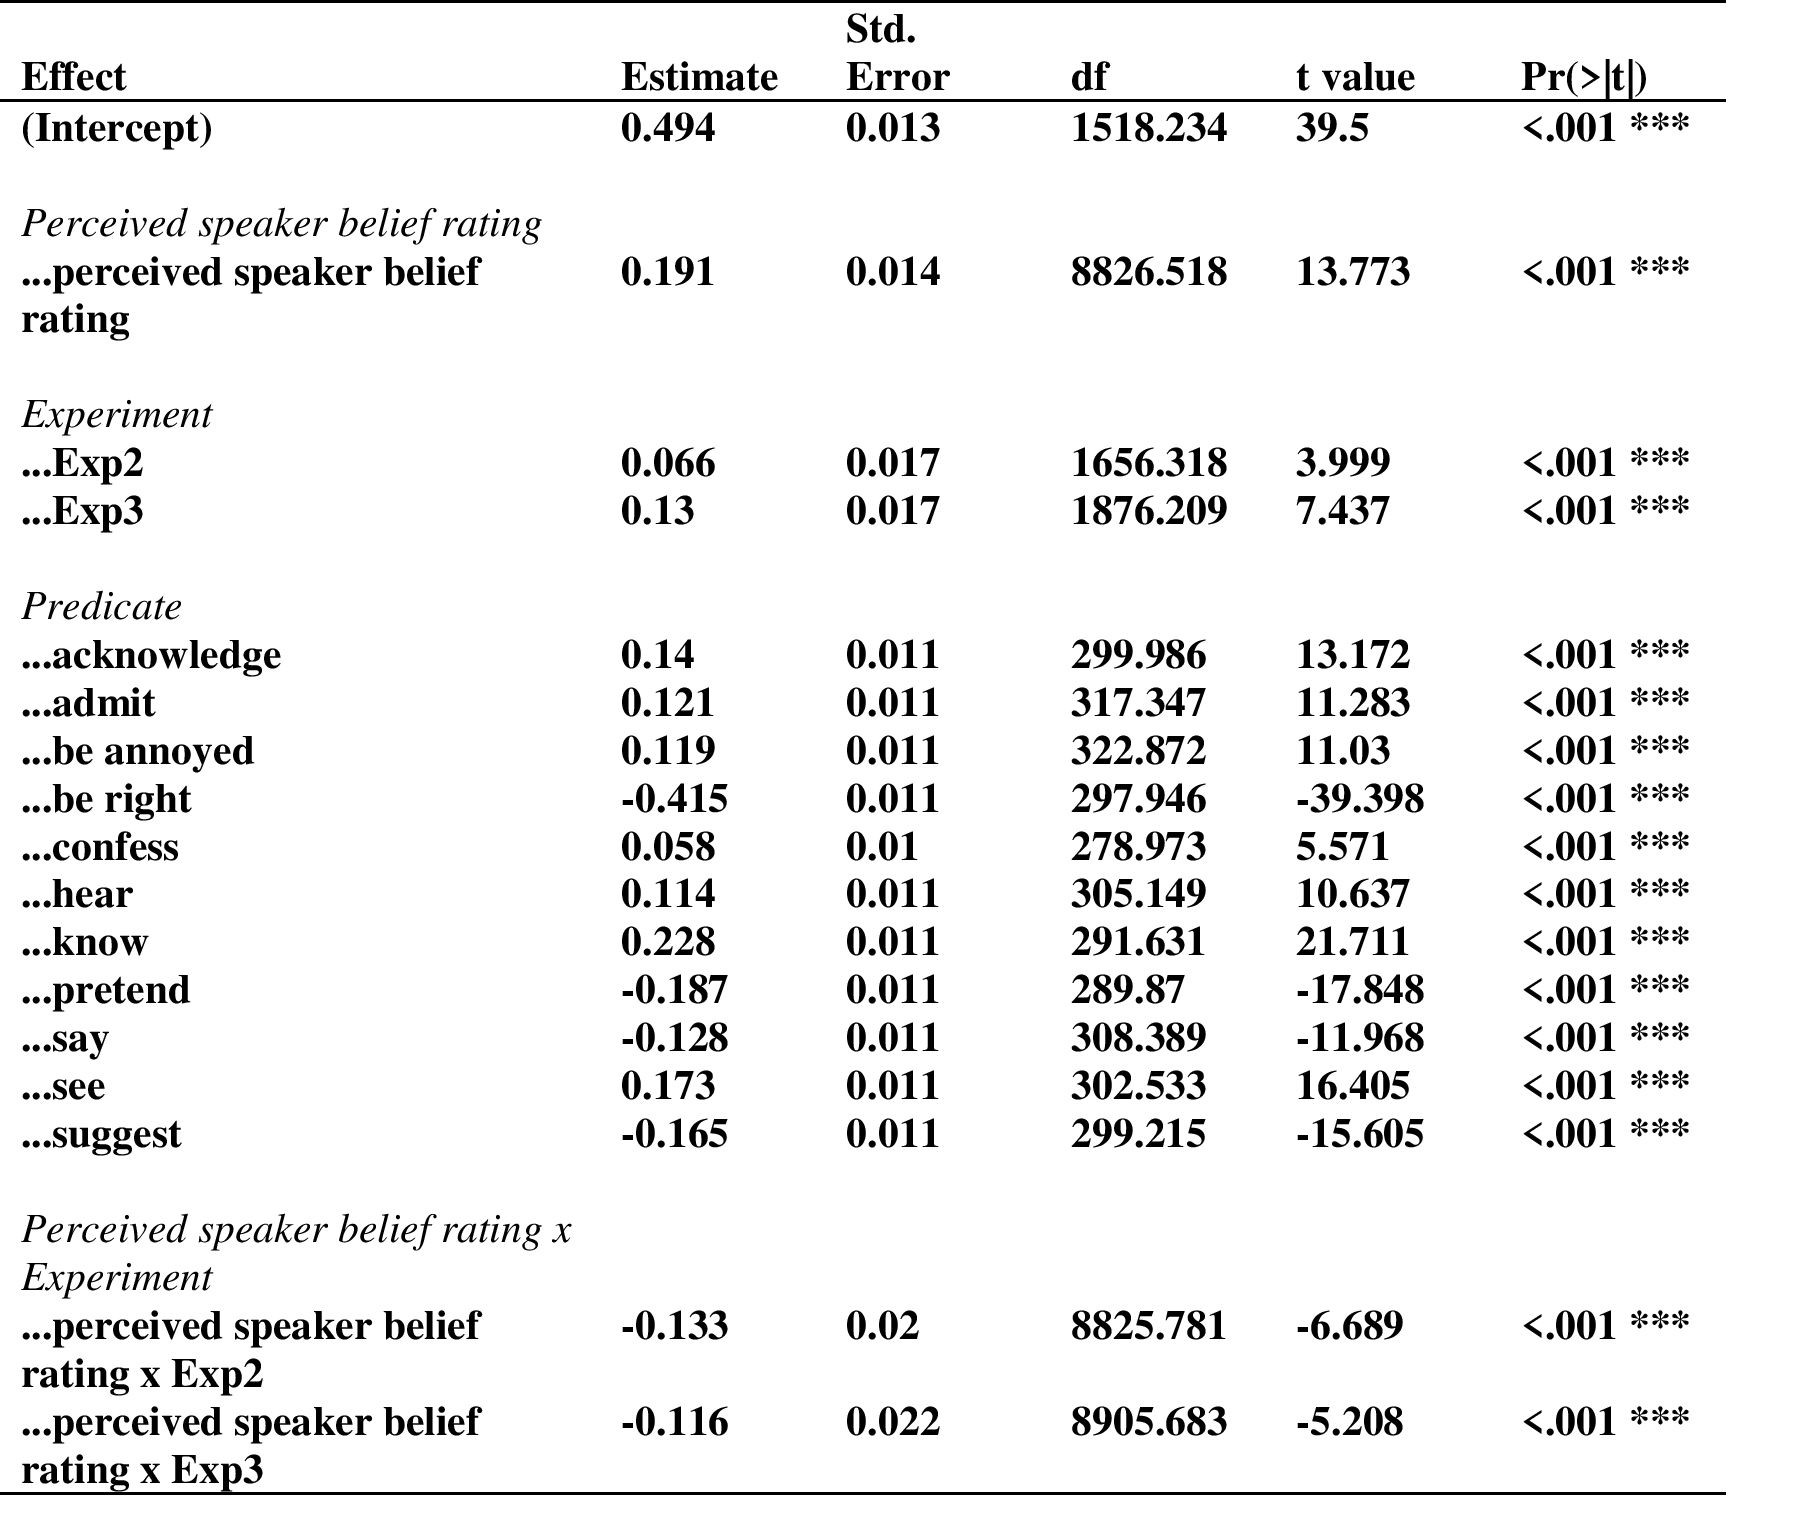 Std.
Effect Estimate Error df t value Pr(>|t|)
(Intercept) 0.494 0.013 1518.234 39.5 <.001 ***
Perceived speaker belief rating
...perceived speaker belief 0.191 0.014 8826.518 13.773 <.001 ***
rating
Experiment
...Exp2 0.066 0.017 1656.318 3.999 <.001 ***
...Exp3 0.13 0.017 1876.209 7.437 <.001 ***
Predicate
...acknowledge 0.14 0.011 299.986 13.172 <.001 ***
...admit 0.121 0.011 317.347 11.283 <.001 ***
...be annoyed 0.119 0.011 322.872 11.03 <.001 ***
...be right -0.415 0.011 297.946 -39.398 <.001 ***
...confess 0.058 0.01 278.973 5.571 <.001 ***
...hear 0.114 0.011 305.149 10.637 <.001 ***
...know 0.228 0.011 291.631 21.711 <.001 ***
...pretend -0.187 0.011 289.87 -17.848 <.001 ***
...say -0.128 0.011 308.389 -11.968 <.001 ***
...see 0.173 0.011 302.533 16.405 <.001 ***
...suggest -0.165 0.011 299.215 -15.605 <.001 ***
Perceived speaker belief rating x
Experiment
...perceived speaker belief -0.133 0.02 8825.781 -6.689 <.001 ***
rating x Exp2
...perceived speaker belief -0.116 0.022 8905.683 -5.208 <.001 ***
rating x Exp3